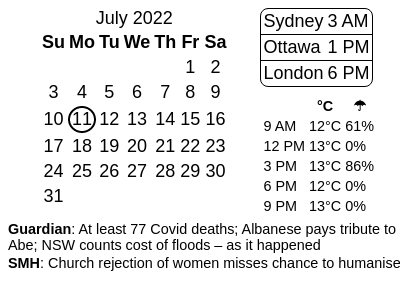 July 2022
Su Mo Tu We Th Fr Sa
1 2
3 4 5 6 7 8 9
10 11 12 13 14 15 16
17 18 19 20 21 22 23
24 25 26 27 28 29 30
31
Sydney 3 AM
Ottawa 1 PM
London 6 PM
°C ☂
9 AM 12°C 61%
12 PM 13°C 0%
3 PM 13°C 86%
6 PM 12°C 0%
9 PM 13°C 0%
Guardian: At least 77 Covid deaths; Albanese pays tribute to
Abe; NSW counts cost of floods – as it happened
SMH: Church rejection of women misses chance to humanise